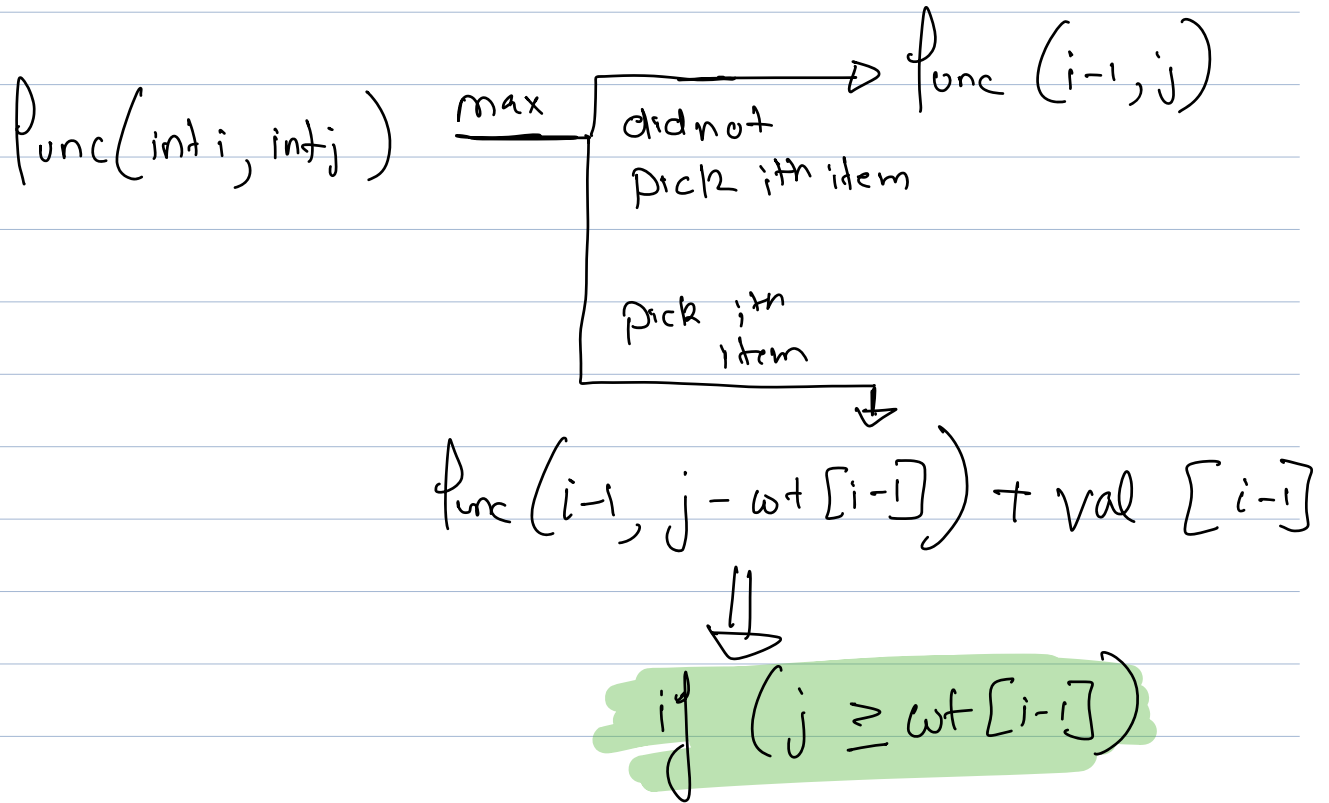 func(int i, int j) max func (i-1, j)
did not
pick ith item
pick ith
item
func(i-1, j - wt [i-1]) + val [i-1]
if (j ≥ wt [i-1])